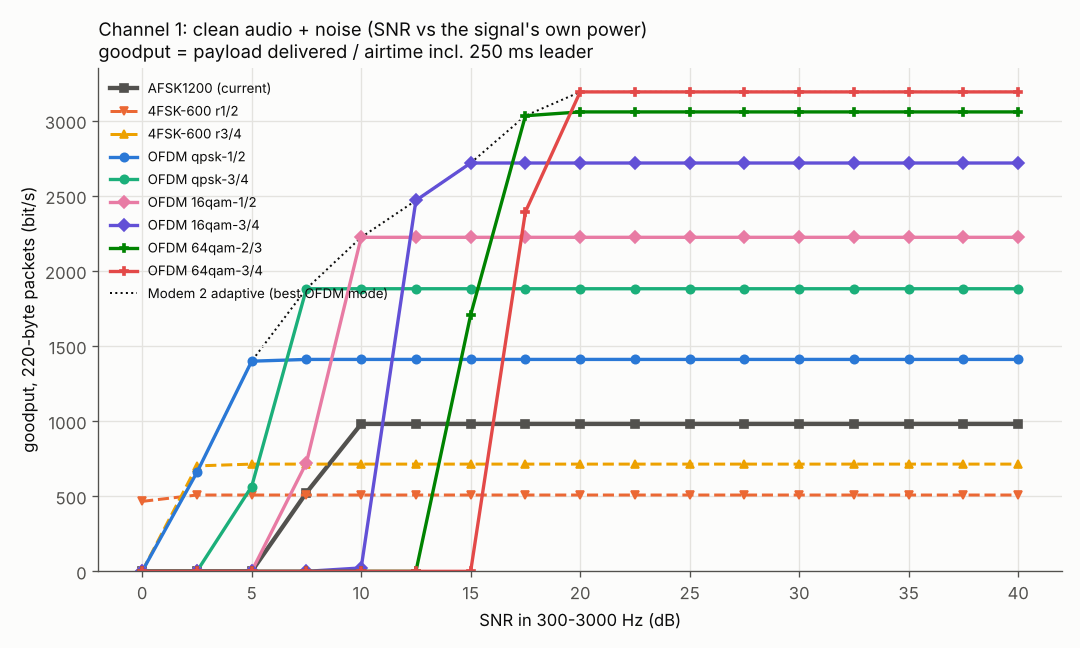 Channel 1: clean audio + noise (SNR vs the signal's own power)
goodput = payload delivered / airtime incl. 250 ms leader
AFSK1200 (current)
4FSK-600 r1/2
4FSK-600 r3/4
OFDM qpsk-1/2
OFDM qpsk-3/4
OFDM 16qam-1/2
OFDM 16qam-3/4
OFDM 64qam-2/3
OFDM 64qam-3/4
Modem 2 adaptive (best OFDM mode)
goodput, 220-byte packets (bit/s)
3000
2500
2000
1500
1000
500
0
0 5 10 15 20 25 30 35 40
SNR in 300-3000 Hz (dB)